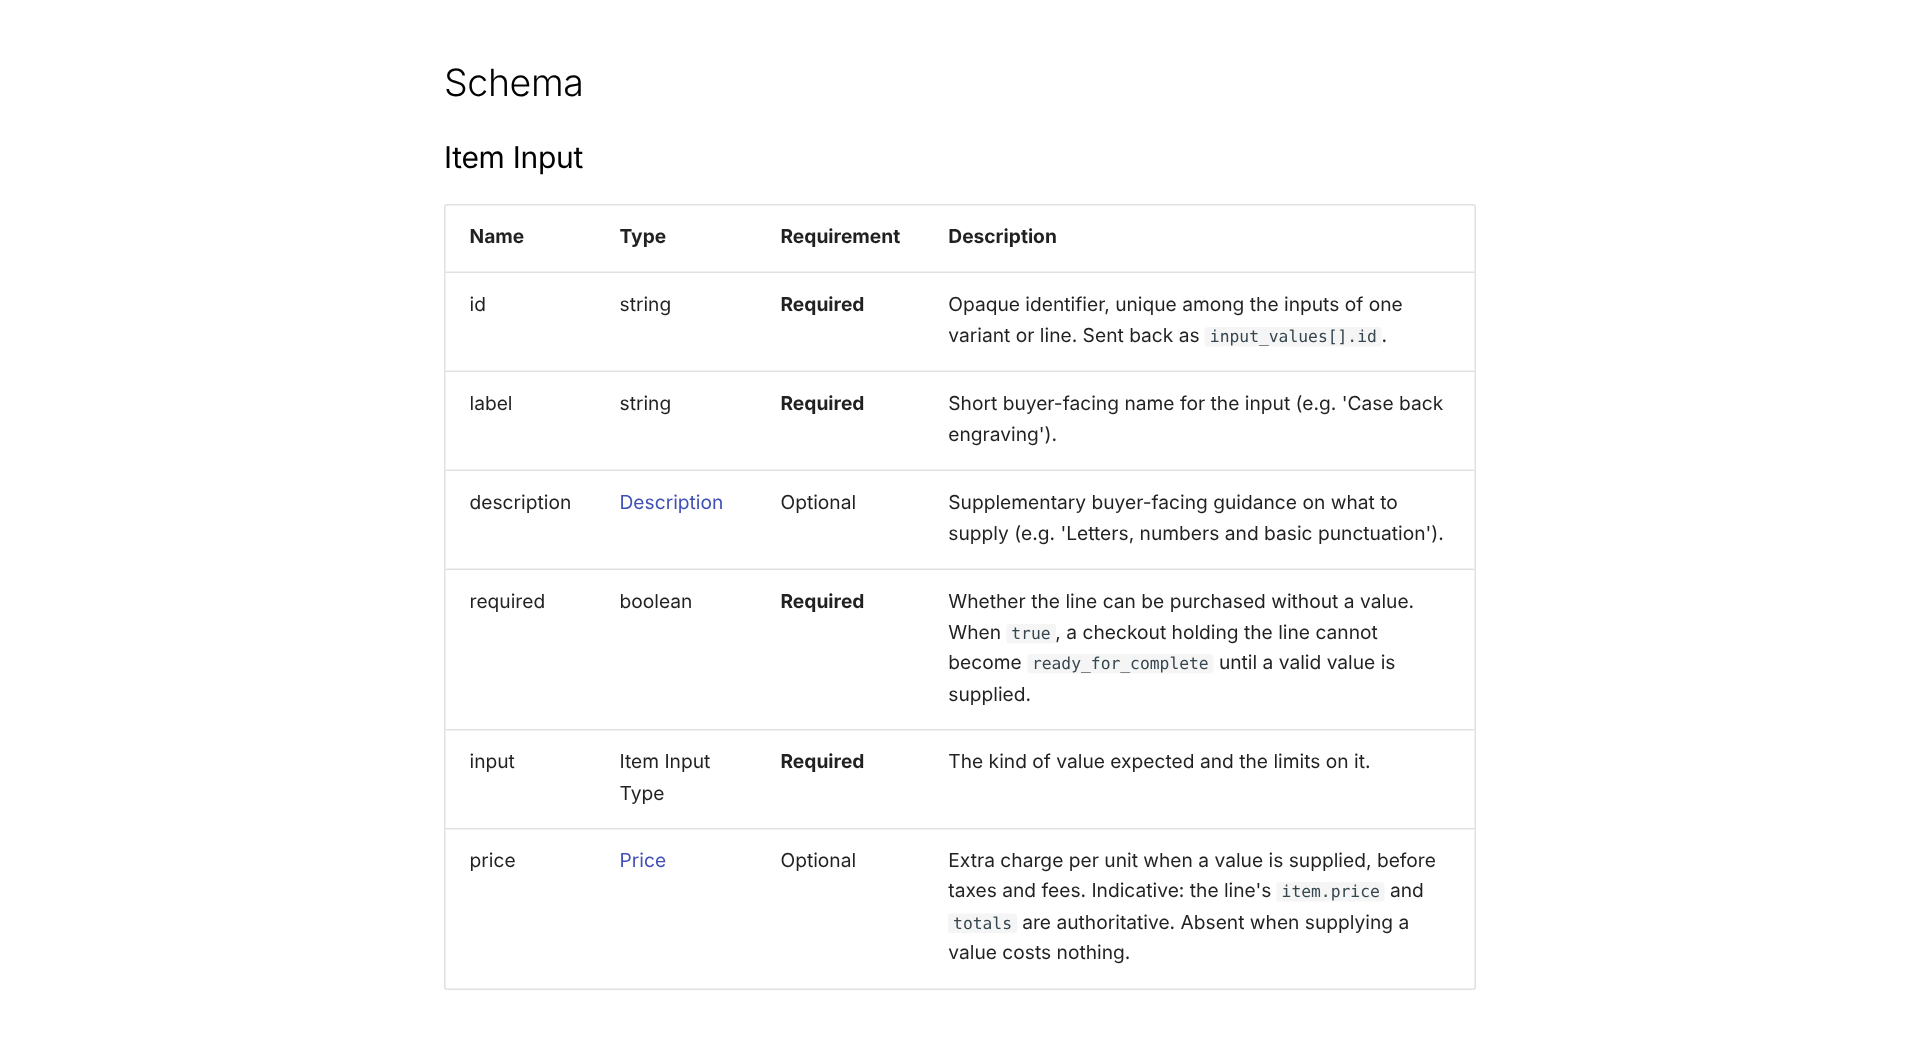 Schema
Item Input
Name Type Requirement Description
id string Required Opaque identifier, unique among the inputs of one
variant or line. Sent back as input_values[].id.
label string Required Short buyer-facing name for the input (e.g. 'Case back
engraving').
description Description Optional Supplementary buyer-facing guidance on what to
supply (e.g. 'Letters, numbers and basic punctuation').
required boolean Required Whether the line can be purchased without a value.
When true, a checkout holding the line cannot
become ready_for_complete until a valid value is
supplied.
input Item Input Required The kind of value expected and the limits on it.
Type
price Price Optional Extra charge per unit when a value is supplied, before
taxes and fees. Indicative: the line's item.price and
totals are authoritative. Absent when supplying a
value costs nothing.